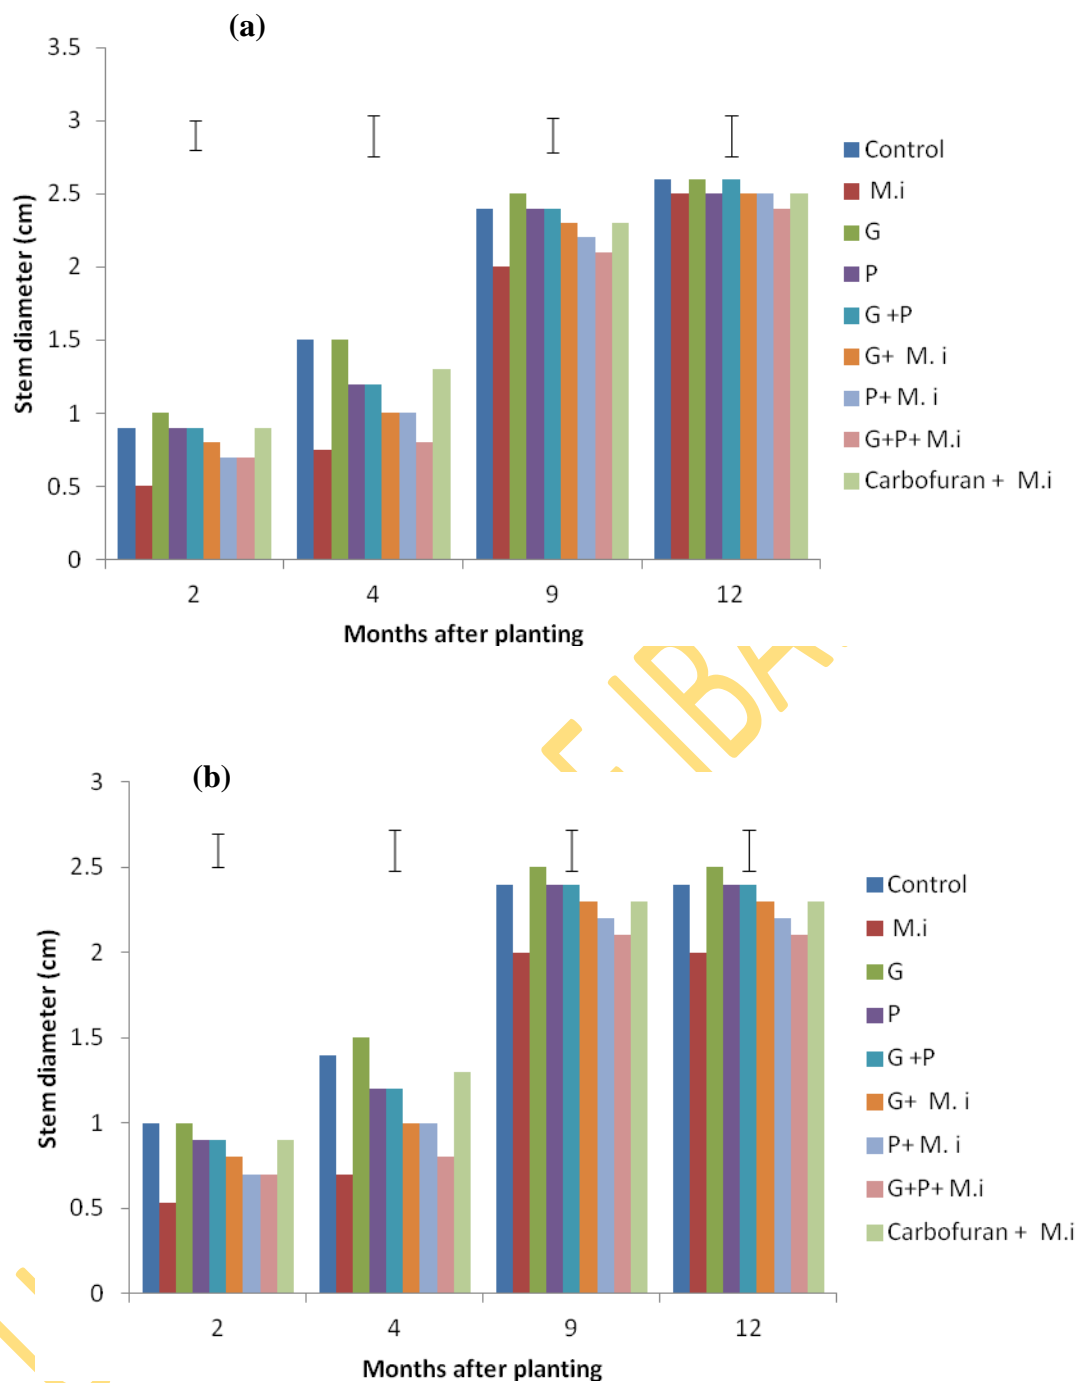 (a)
3.5
3
2.5
2
1.5
1
0.5
0
Stem diameter (cm)
2 4 9 12
Months after planting
Control
M.i
G
P
G +P
G+ M. i
P+ M. i
G+P+ M.i
Carbofuran + M.i
F IBA
(b)
3
2.5
2
1.5
1
0.5
0
Stem diameter (cm)
2 4 9 12
Months after planting
Control
M.i
G
P
G +P
G+ M. i
P+ M. i
G+P+ M.i
Carbofuran + M.i